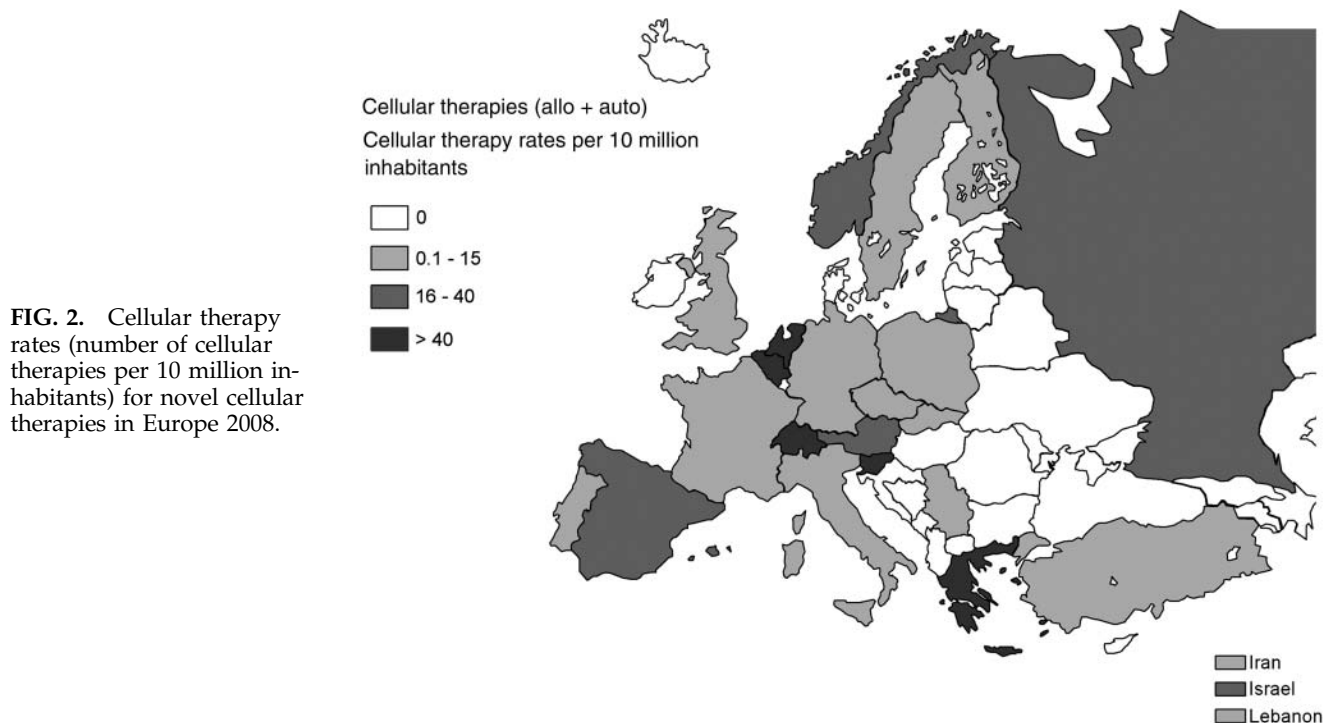 Cellular therapies (allo + auto)
Cellular therapy rates per 10 million
inhabitants
0
0.1 - 15
16 - 40
> 40
FIG. 2. Cellular therapy
rates (number of cellular
therapies per 10 million in-
habitants) for novel cellular
therapies in Europe 2008.
Iran
Israel
Lebanon